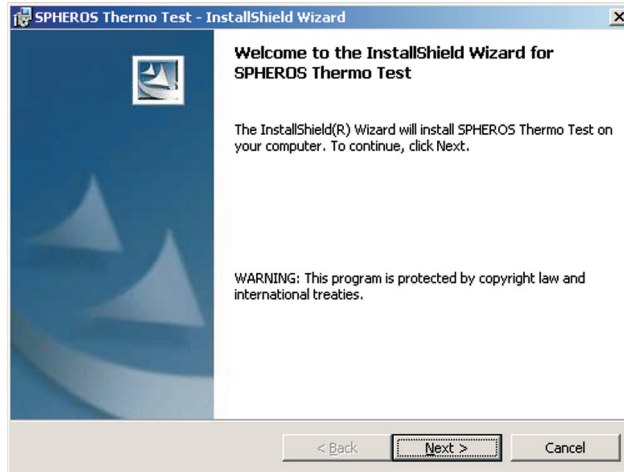 SPHEROS Thermo Test - InstallShield Wizard
Welcome to the InstallShield Wizard for
SPHEROS Thermo Test
The InstallShield(R) Wizard will install SPHEROS Thermo Test on
your computer. To continue, click Next.
WARNING: This program is protected by copyright law and
international treaties.
< Back
Next >
Cancel